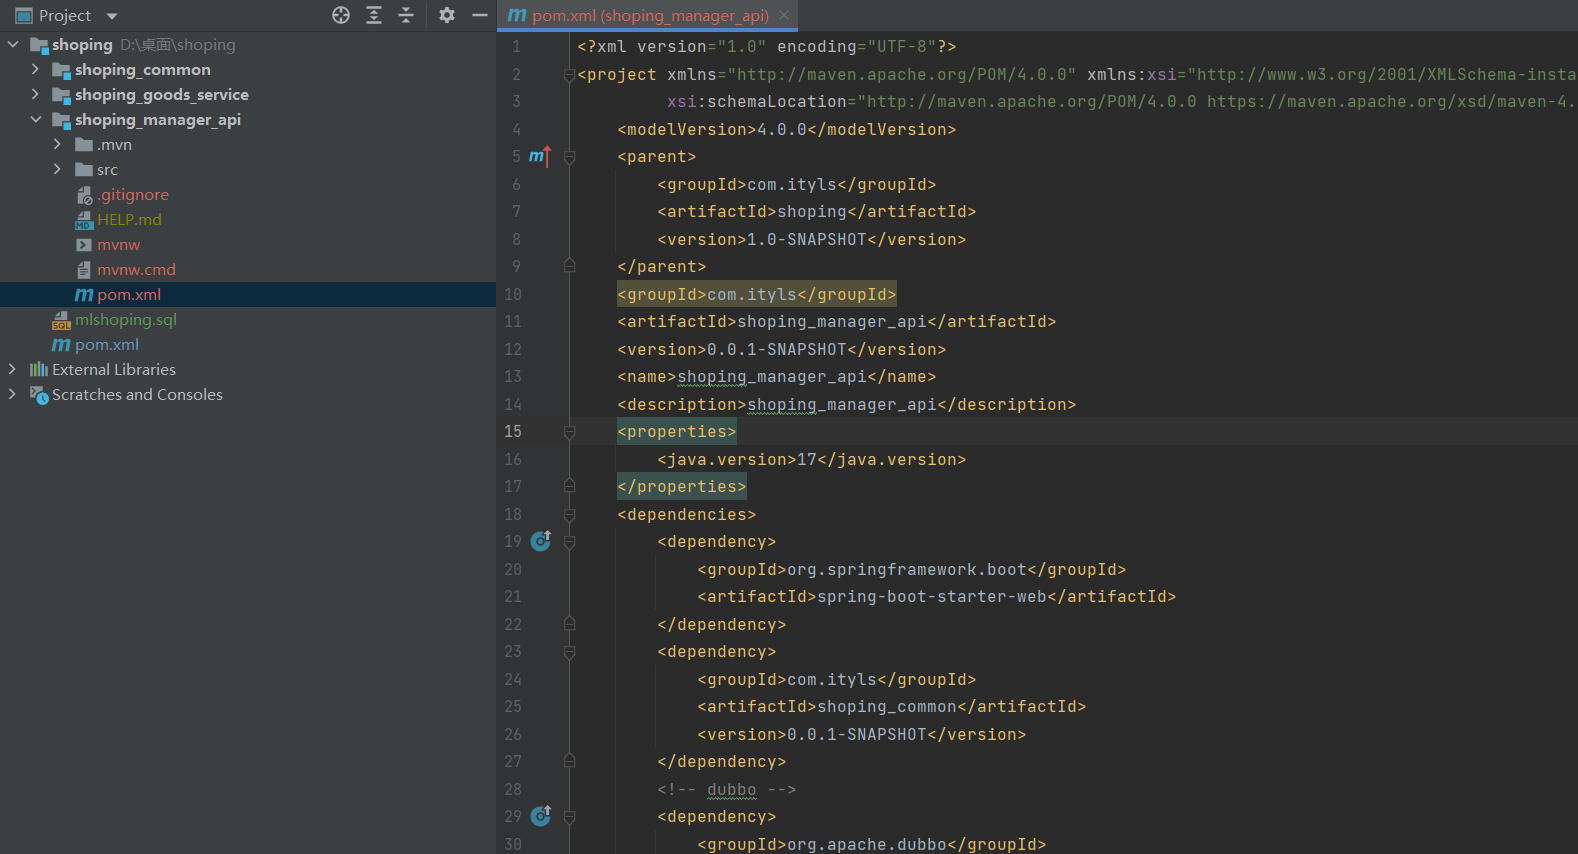 Project
shoping D:\桌面\shoping
shoping_common
shoping_goods_service
shoping_manager_api
.mvn
src
.gitignore
HELP.md
mvnw
mvnw.cmd
pom.xml
mlshoping.sql
pom.xml
External Libraries
Scratches and Consoles
pom.xml (shoping_manager_api)
1 <?xml version="1.0" encoding="UTF-8"?>
2 <project xmlns="http://maven.apache.org/POM/4.0.0" xmlns:xsi="http://www.w3.org/2001/XMLSchema-insta
3 xsi:schemaLocation="http://maven.apache.org/POM/4.0.0 https://maven.apache.org/xsd/maven-4.
4 <modelVersion>4.0.0</modelVersion>
5 <parent>
6 <groupId>com.ityls</groupId>
7 <artifactId>shoping</artifactId>
8 <version>1.0-SNAPSHOT</version>
9 </parent>
10 <groupId>com.ityls</groupId>
11 <artifactId>shoping_manager_api</artifactId>
12 <version>0.0.1-SNAPSHOT</version>
13 <name>shoping_manager_api</name>
14 <description>shoping_manager_api</description>
15 <properties>
16 <java.version>17</java.version>
17 </properties>
18 <dependencies>
19 <dependency>
20 <groupId>org.springframework.boot</groupId>
21 <artifactId>spring-boot-starter-web</artifactId>
22 </dependency>
23 <dependency>
24 <groupId>com.ityls</groupId>
25 <artifactId>shoping_common</artifactId>
26 <version>0.0.1-SNAPSHOT</version>
27 </dependency>
28 <!-- dubbo -->
29 <dependency>
30 <groupId>org.apache.dubbo</groupId>